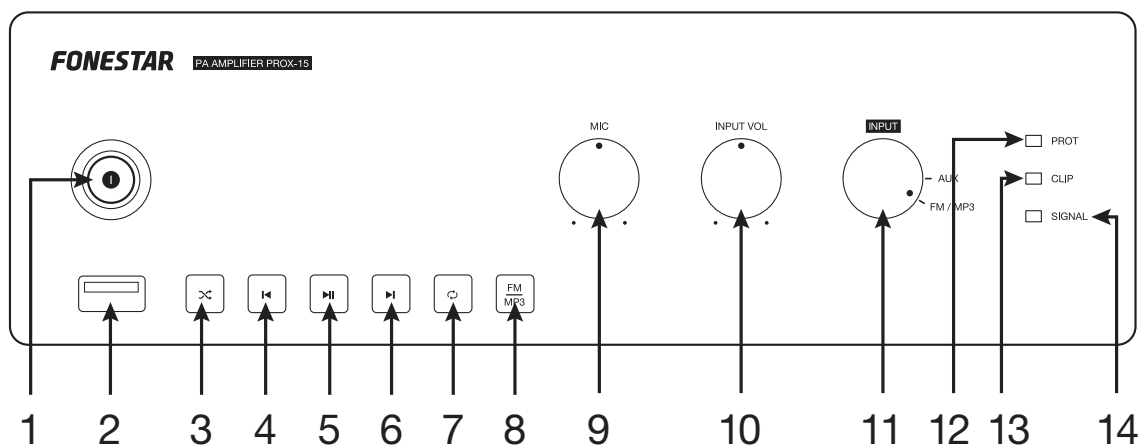 FONESTAR PA AMPLIFIER PROX-15
MIC INPUT VOL INPUT
PROT
AUX CLIP
FM / MP3
SIGNAL
FM
MP3
1 2 3 4 5 6 7 8 9 10 11 12 13 14